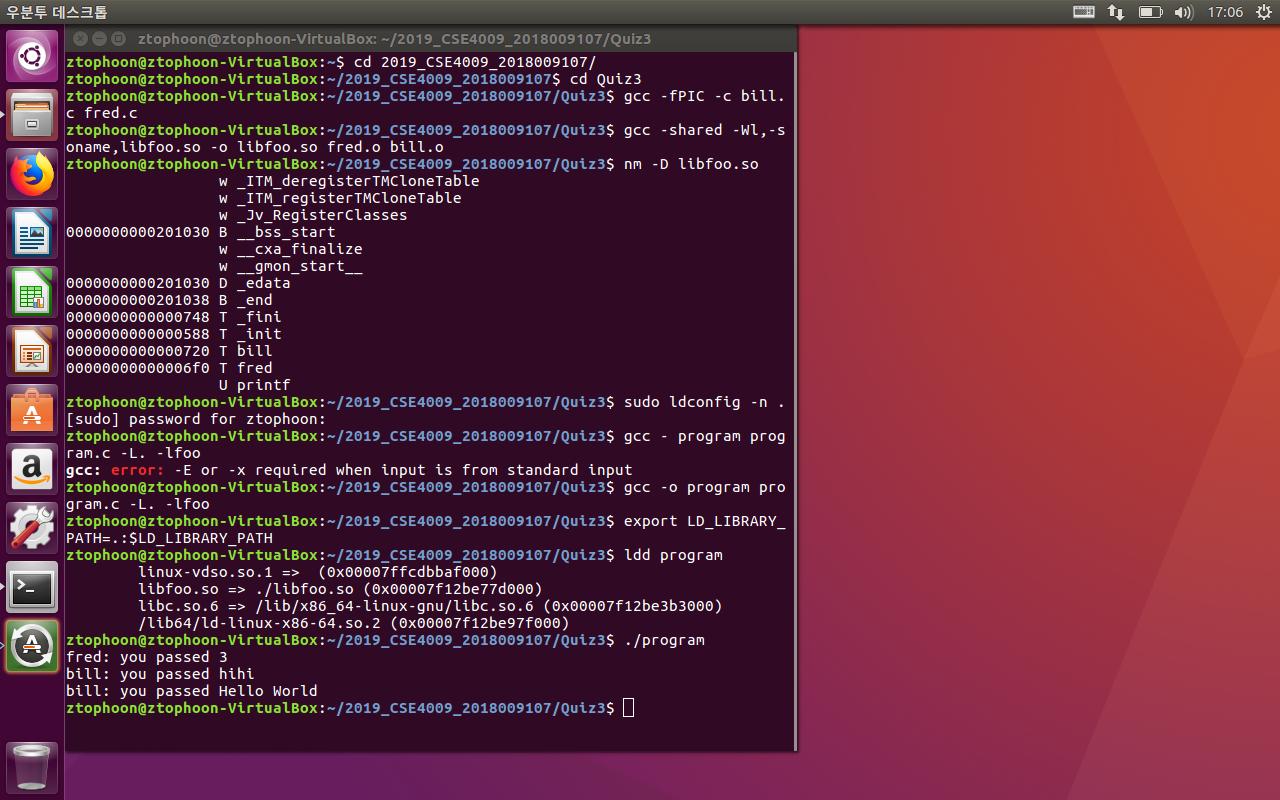 우분투 데스크톱
17:06
ztophoon@ztophoon-VirtualBox: ~/2019_CSE4009_2018009107/Quiz3
ztophoon@ztophoon-VirtualBox:~$ cd 2019_CSE4009_2018009107/
ztophoon@ztophoon-VirtualBox:~/2019_CSE4009_2018009107$ cd Quiz3
ztophoon@ztophoon-VirtualBox:~/2019_CSE4009_2018009107/Quiz3$ gcc -fPIC -c bill.
c fred.c
ztophoon@ztophoon-VirtualBox:~/2019_CSE4009_2018009107/Quiz3$ gcc -shared -Wl,-s
oname,libfoo.so -o libfoo.so fred.o bill.o
ztophoon@ztophoon-VirtualBox:~/2019_CSE4009_2018009107/Quiz3$ nm -D libfoo.so
                 w _ITM_deregisterTMCloneTable
                 w _ITM_registerTMCloneTable
                 w _Jv_RegisterClasses
0000000000201030 B __bss_start
                 w __cxa_finalize
                 w __gmon_start__
0000000000201030 D _edata
0000000000201038 B _end
0000000000000748 T _fini
0000000000000588 T _init
0000000000000720 T bill
00000000000006f0 T fred
                 U printf
ztophoon@ztophoon-VirtualBox:~/2019_CSE4009_2018009107/Quiz3$ sudo ldconfig -n .
[sudo] password for ztophoon:
ztophoon@ztophoon-VirtualBox:~/2019_CSE4009_2018009107/Quiz3$ gcc - program prog
ram.c -L. -lfoo
gcc: error: -E or -x required when input is from standard input
ztophoon@ztophoon-VirtualBox:~/2019_CSE4009_2018009107/Quiz3$ gcc -o program pro
gram.c -L. -lfoo
ztophoon@ztophoon-VirtualBox:~/2019_CSE4009_2018009107/Quiz3$ export LD_LIBRARY_
PATH=.:$LD_LIBRARY_PATH
ztophoon@ztophoon-VirtualBox:~/2019_CSE4009_2018009107/Quiz3$ ldd program
        linux-vdso.so.1 =>  (0x00007ffcdbbaf000)
        libfoo.so => ./libfoo.so (0x00007f12be77d000)
        libc.so.6 => /lib/x86_64-linux-gnu/libc.so.6 (0x00007f12be3b3000)
        /lib64/ld-linux-x86-64.so.2 (0x00007f12be97f000)
ztophoon@ztophoon-VirtualBox:~/2019_CSE4009_2018009107/Quiz3$ ./program
fred: you passed 3
bill: you passed hihi
bill: you passed Hello World
ztophoon@ztophoon-VirtualBox:~/2019_CSE4009_2018009107/Quiz3$